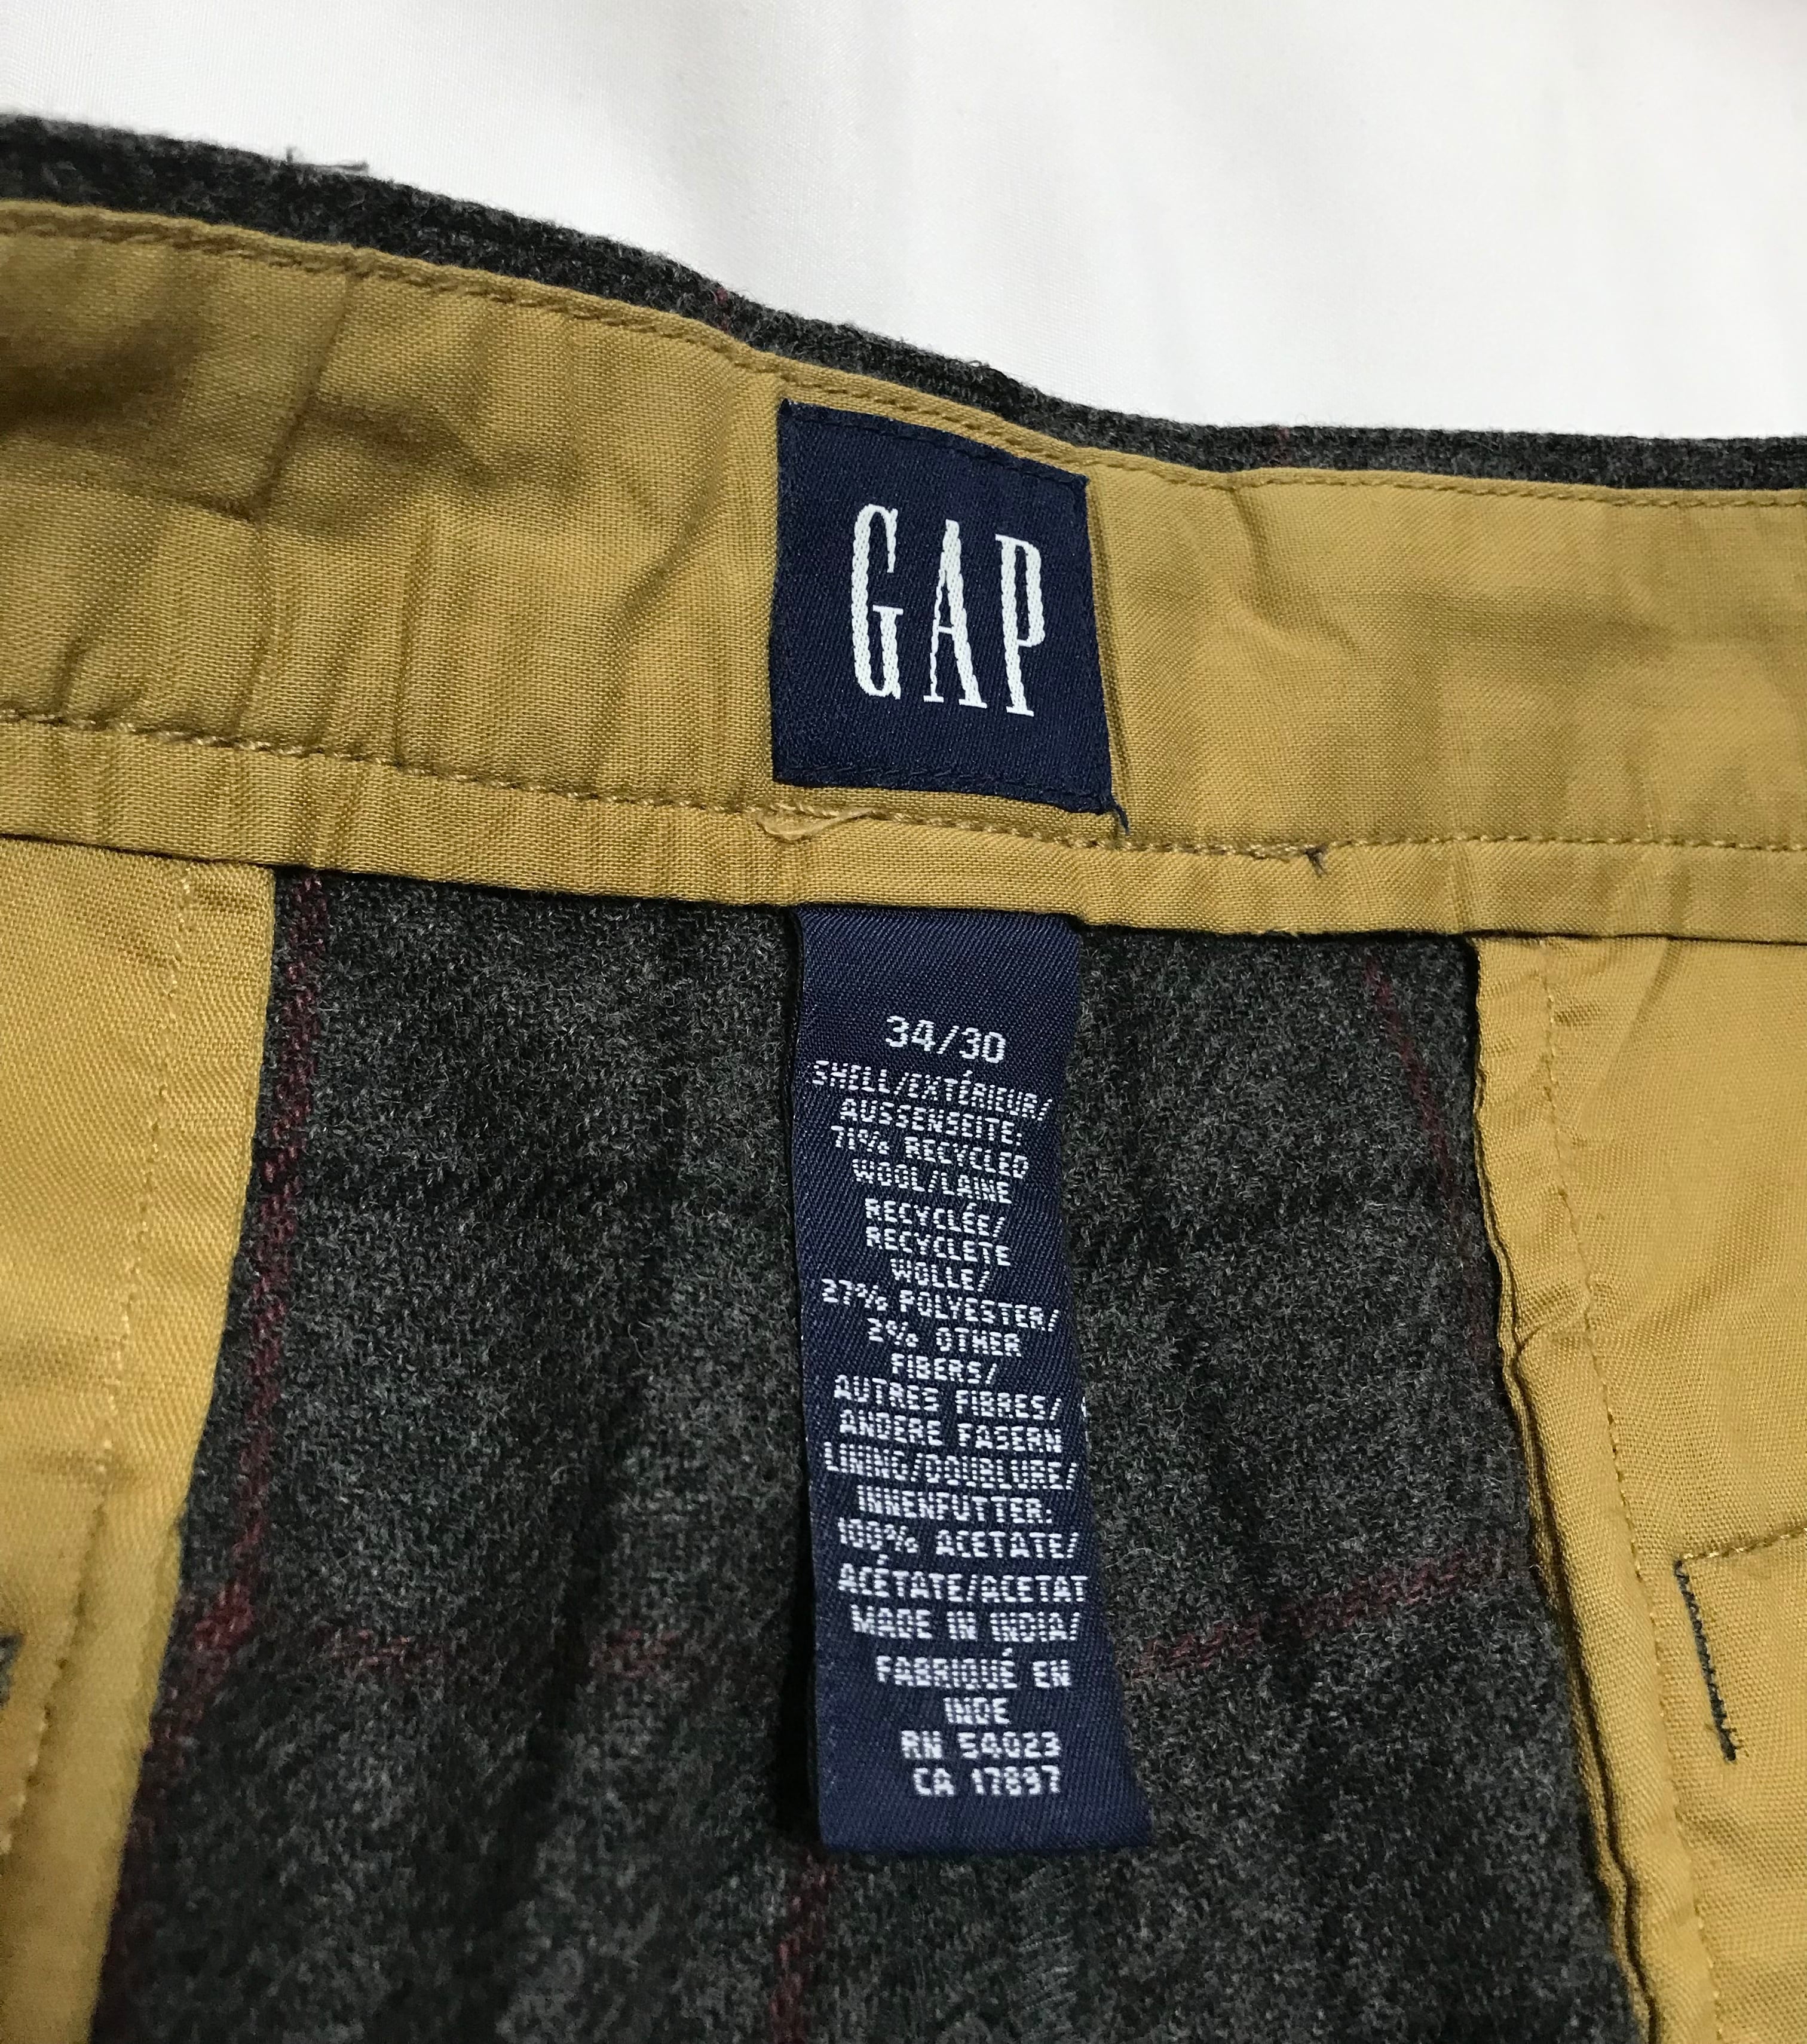 GAP
34/30
SHELL/EXTÉRIEUR/
AUSSENSEITE:
71% RECYCLED
WOOL/LAINE
RECYCLÉE/
RECYCLETE
WOLLE/
27% POLYESTER/
2% OTHER
FIBERS/
AUTRES FIBRES/
ANDERE FASERN
LINING/DOUBLURE/
INNENFUTTER:
100% ACETATE/
ACÉTATE/ACETAT
MADE IN INDIA/
FABRIQUÉ EN
INDE
RN 54023
CA 17897